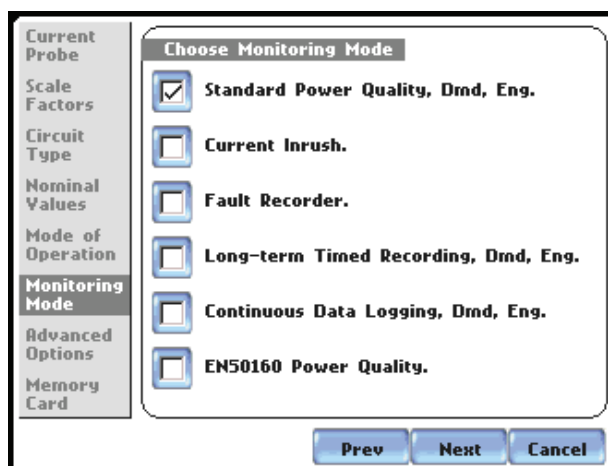 Current
Probe
Scale
Factors
Circuit
Type
Nominal
Values
Mode of
Operation
Monitoring
Mode
Advanced
Options
Memory
Card
Choose Monitoring Mode
Standard Power Quality, Dmd, Eng.
Current Inrush.
Fault Recorder.
Long-term Timed Recording, Dmd, Eng.
Continuous Data Logging, Dmd, Eng.
EN50160 Power Quality.
Prev
Next
Cancel